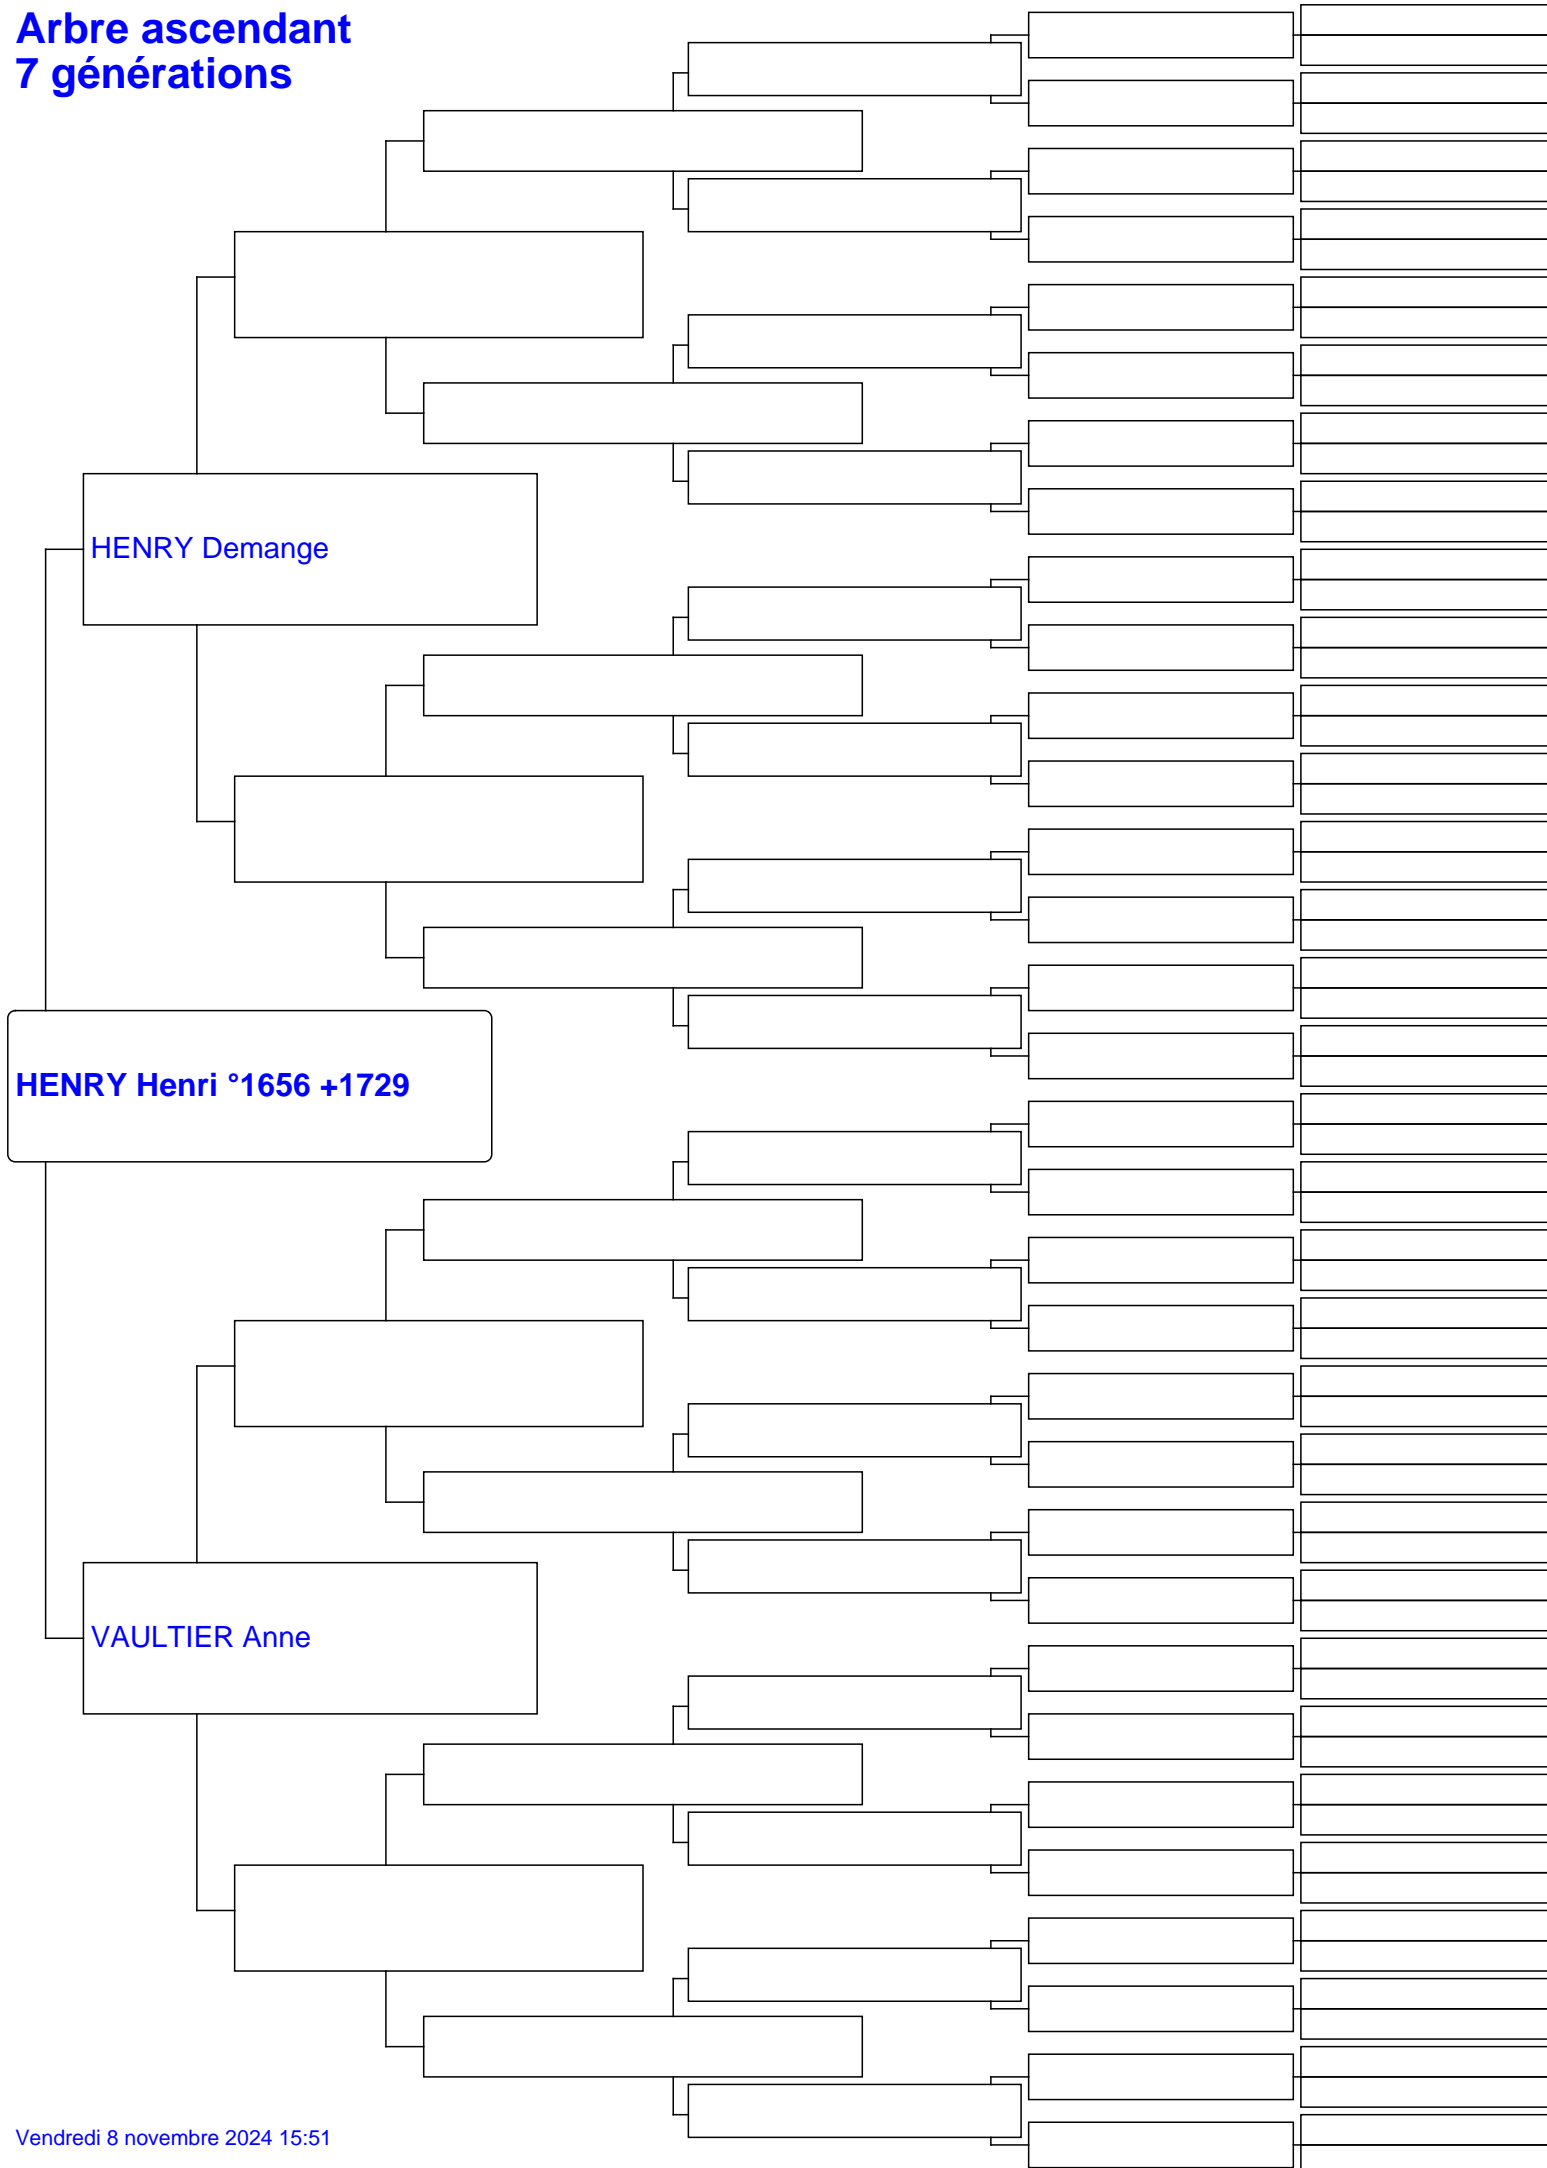 Arbre ascendant
7 générations
HENRY Demange
HENRY Henri °1656 +1729
VAULTIER Anne
Vendredi 8 novembre 2024 15:51